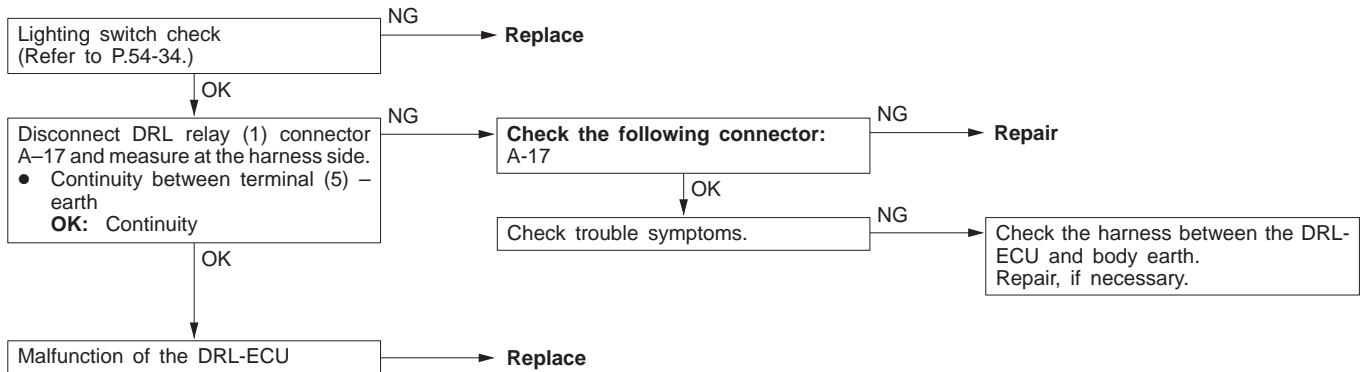 Lighting switch check
(Refer to P.54-34.)
NG
Replace
OK
Disconnect DRL relay (1) connector
A–17 and measure at the harness side.
● Continuity between terminal (5) –
earth
OK: Continuity
NG
Check the following connector:
A-17
NG
Repair
OK
Check trouble symptoms.
NG
Check the harness between the DRL-
ECU and body earth.
Repair, if necessary.
OK
Malfunction of the DRL-ECU
Replace